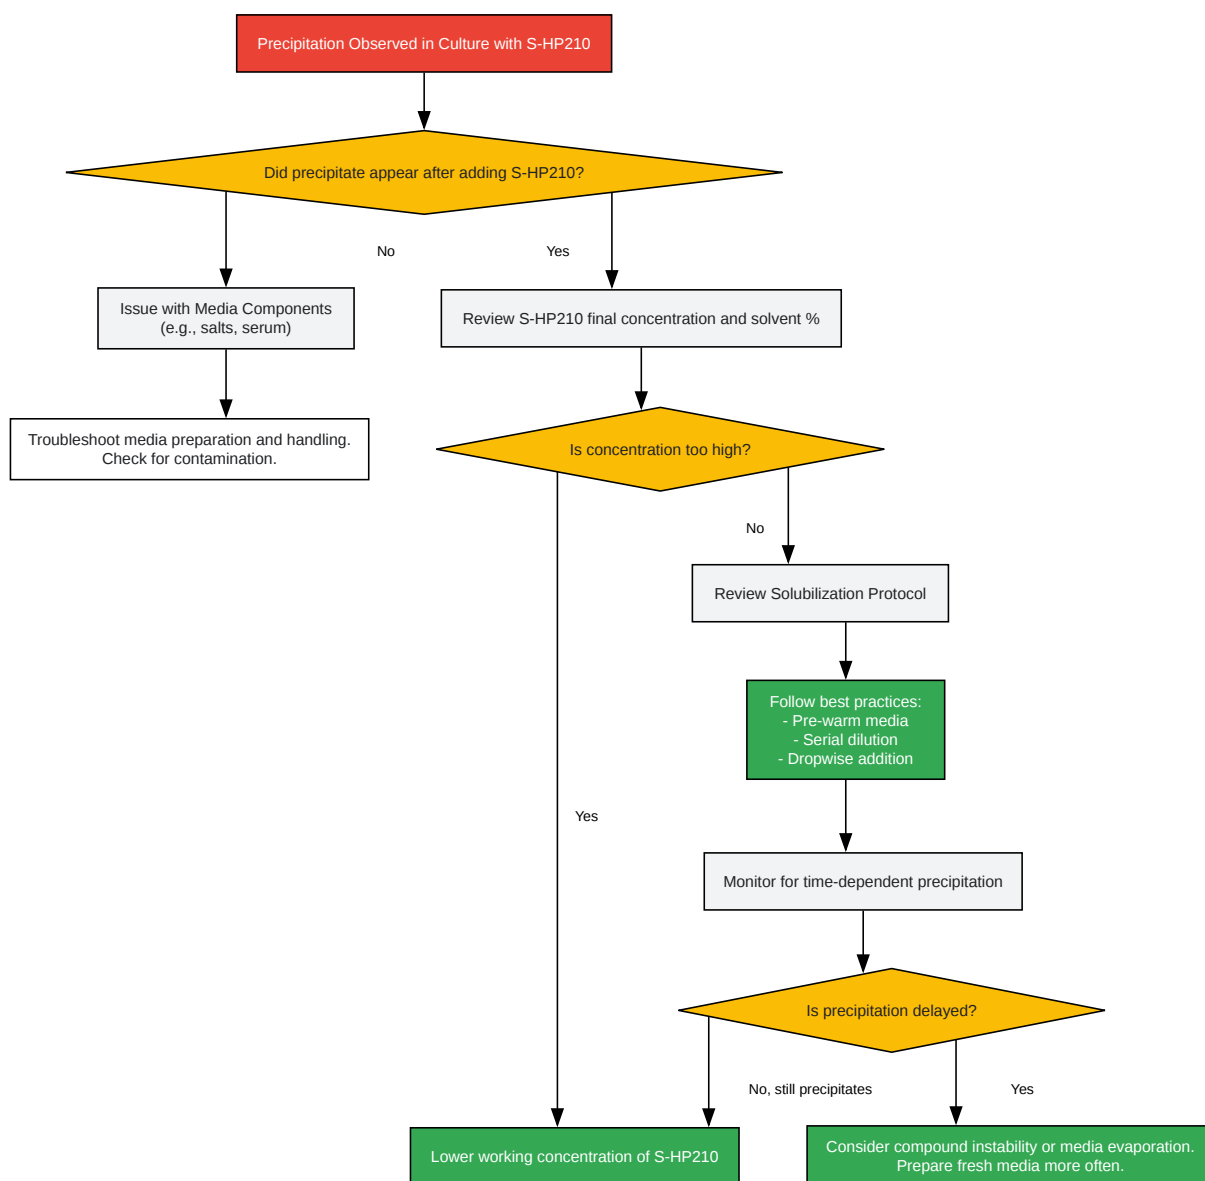 Precipitation Observed in Culture with S-HP210
Did precipitate appear after adding S-HP210?
No
Yes
Issue with Media Components
(e.g., salts, serum)
Review S-HP210 final concentration and solvent %
Troubleshoot media preparation and handling.
Check for contamination.
Is concentration too high?
No
Review Solubilization Protocol
Follow best practices:
- Pre-warm media
- Serial dilution
- Dropwise addition
Yes
Monitor for time-dependent precipitation
Is precipitation delayed?
No, still precipitates
Yes
Lower working concentration of S-HP210
Consider compound instability or media evaporation.
Prepare fresh media more often.